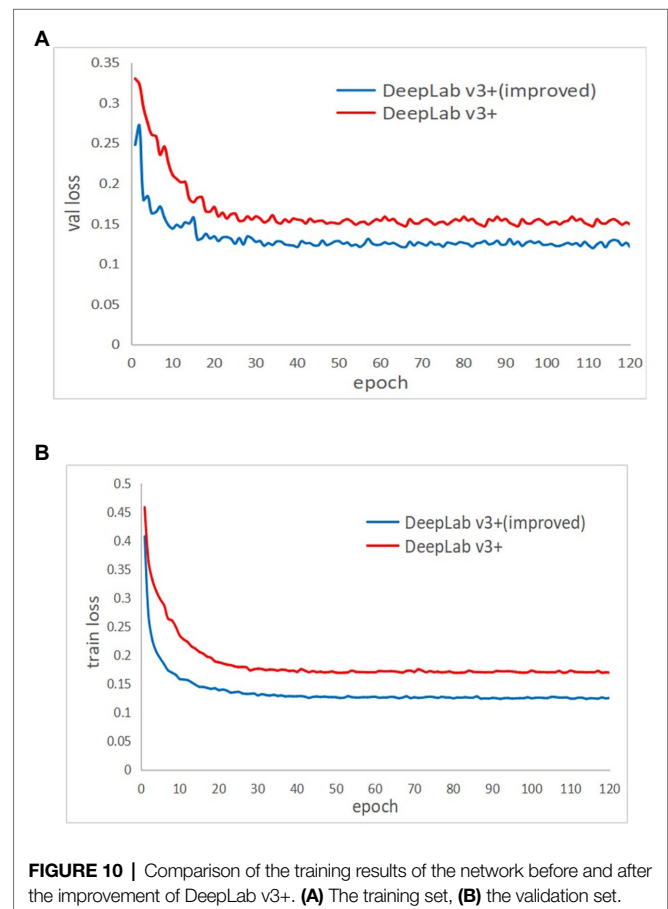 A
0.35
0.3
0.25
0.2
0.15
0.1
0.05
0
val loss
DeepLab v3+(improved)
DeepLab v3+
0 10 20 30 40 50 60 70 80 90 100 110 120
epoch
B
0.5
0.45
0.4
0.35
0.3
0.25
0.2
0.15
0.1
0.05
0
train loss
DeepLab v3+(improved)
DeepLab v3+
0 10 20 30 40 50 60 70 80 90 100 110 120
epoch
FIGURE 10 | Comparison of the training results of the network before and after
the improvement of DeepLab v3+. (A) The training set, (B) the validation set.